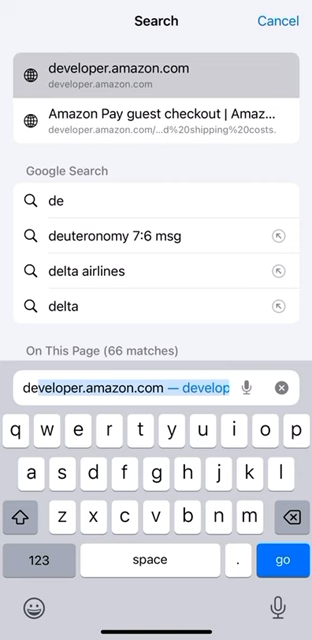 Search
Cancel
developer.amazon.com
developer.amazon.com
Amazon Pay guest checkout | Amaz...
developer.amazon.com/...d%20shipping%20costs.
Google Search
de
deuteronomy 7:6 msg
delta airlines
delta
On This Page (66 matches)
developer.amazon.com — develop
q w e r t y u i o p
a s d f g h j k l
z x c v b n m
123 space . go